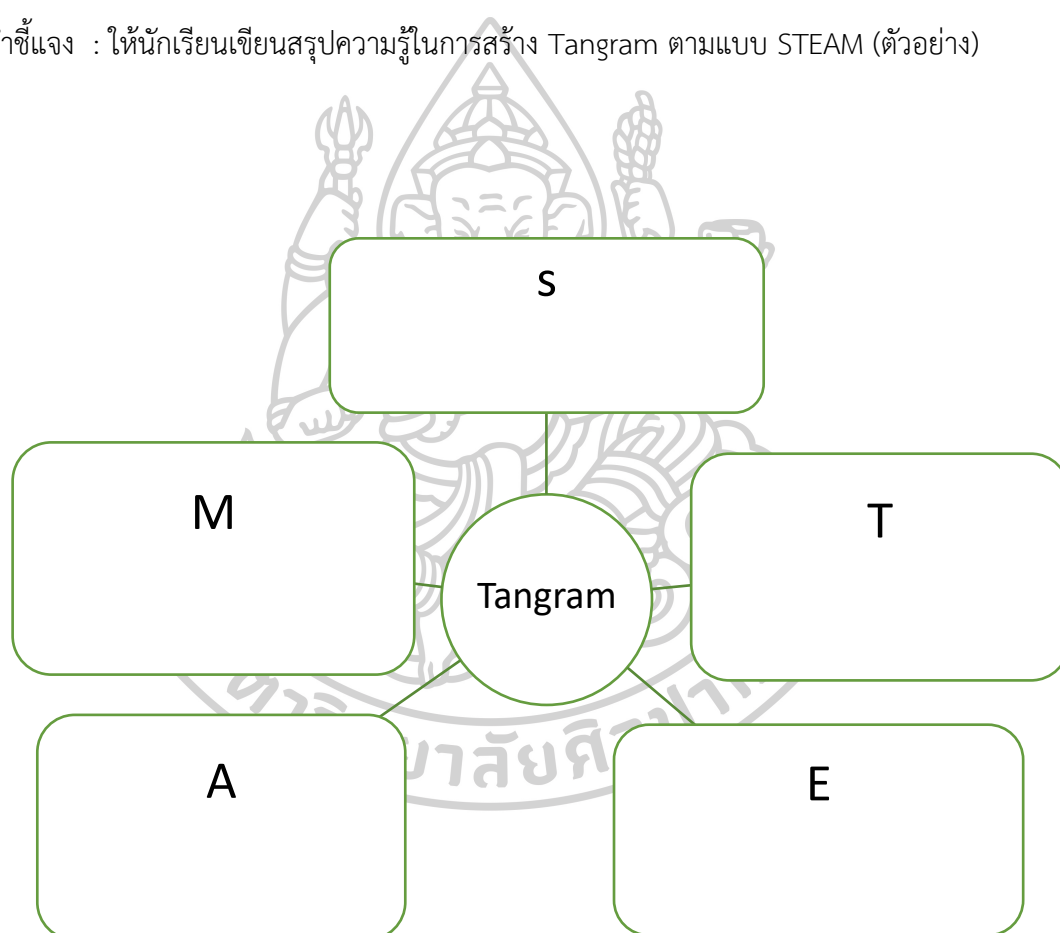 าชี้แจง : ให้นักเรียนเขียนสรุปความรู้ในการสร้าง Tangram ตามแบบ STEAM (ตัวอย่าง)
s
M
T
Tangram
A
E